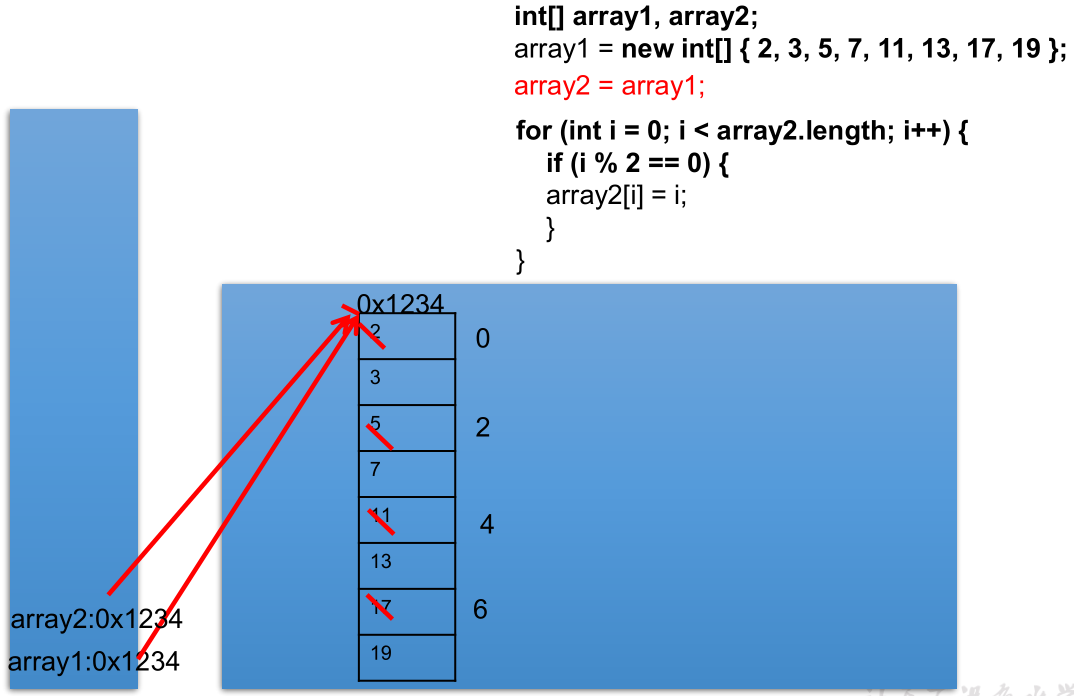 int[] array1, array2;
array1 = new int[] { 2, 3, 5, 7, 11, 13, 17, 19 };
array2 = array1;
for (int i = 0; i < array2.length; i++) {
if (i % 2 == 0) {
array2[i] = i;
}
}
0x1234
2
0
3
5
2
7
11
4
13
17
6
19
array2:0x1234
array1:0x1234